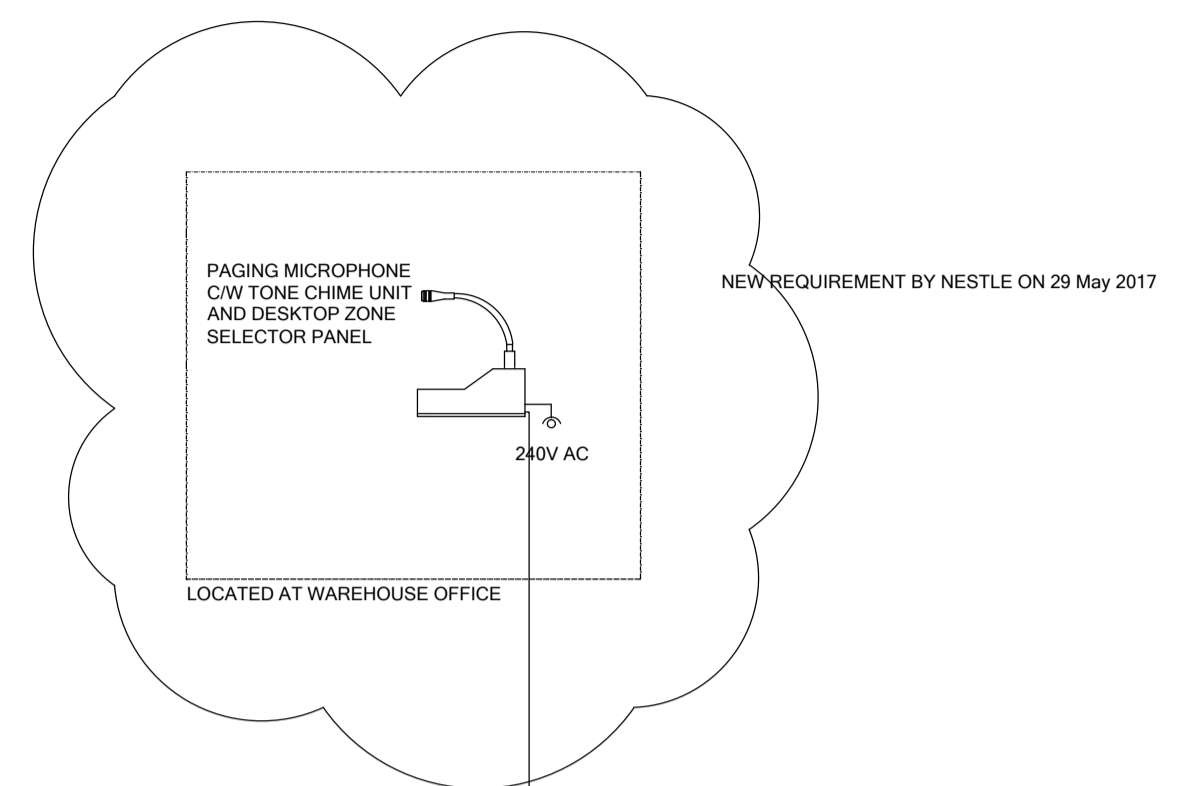 PAGING MICROPHONE
C/W TONE CHIME UNIT
AND DESKTOP ZONE
SELECTOR PANEL
NEW REQUIREMENT BY NESTLE ON 29 May 2017
240V AC
LOCATED AT WAREHOUSE OFFICE